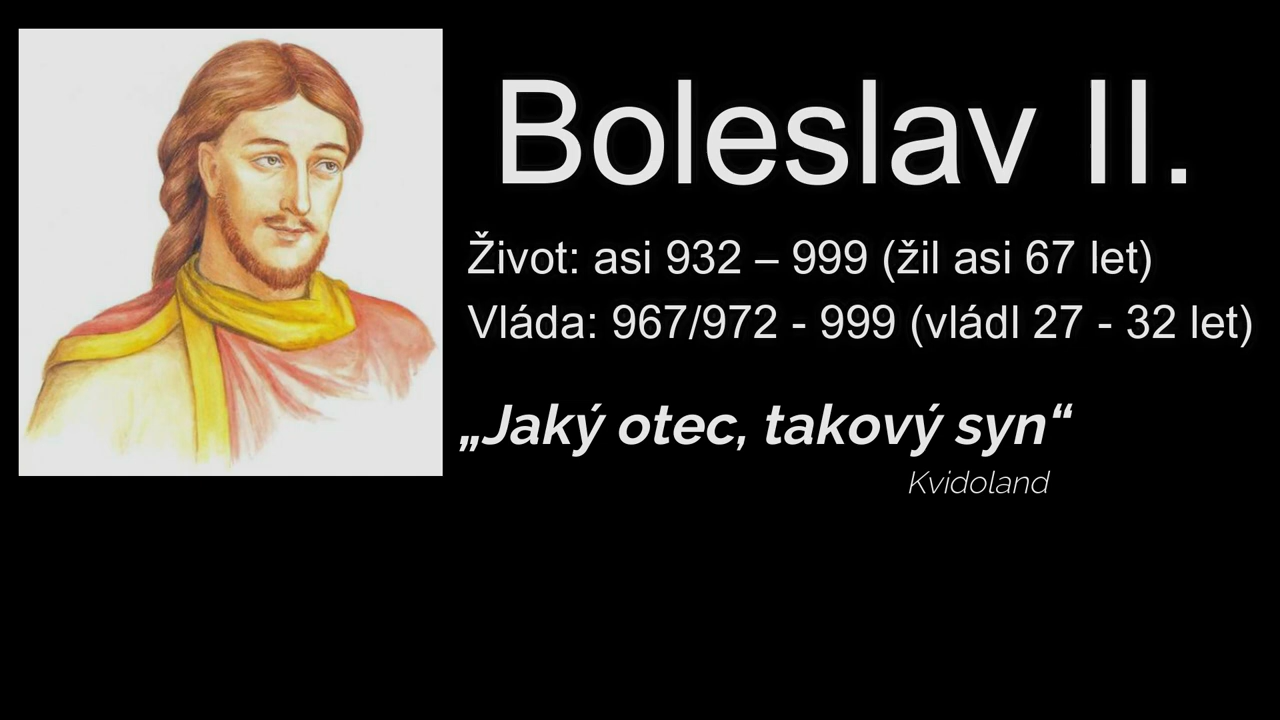 Boleslav II.
Život: asi 932 – 999 (žil asi 67 let)
Vláda: 967/972 - 999 (vládl 27 - 32 let)
„Jaký otec, takový syn“
Kvidoland